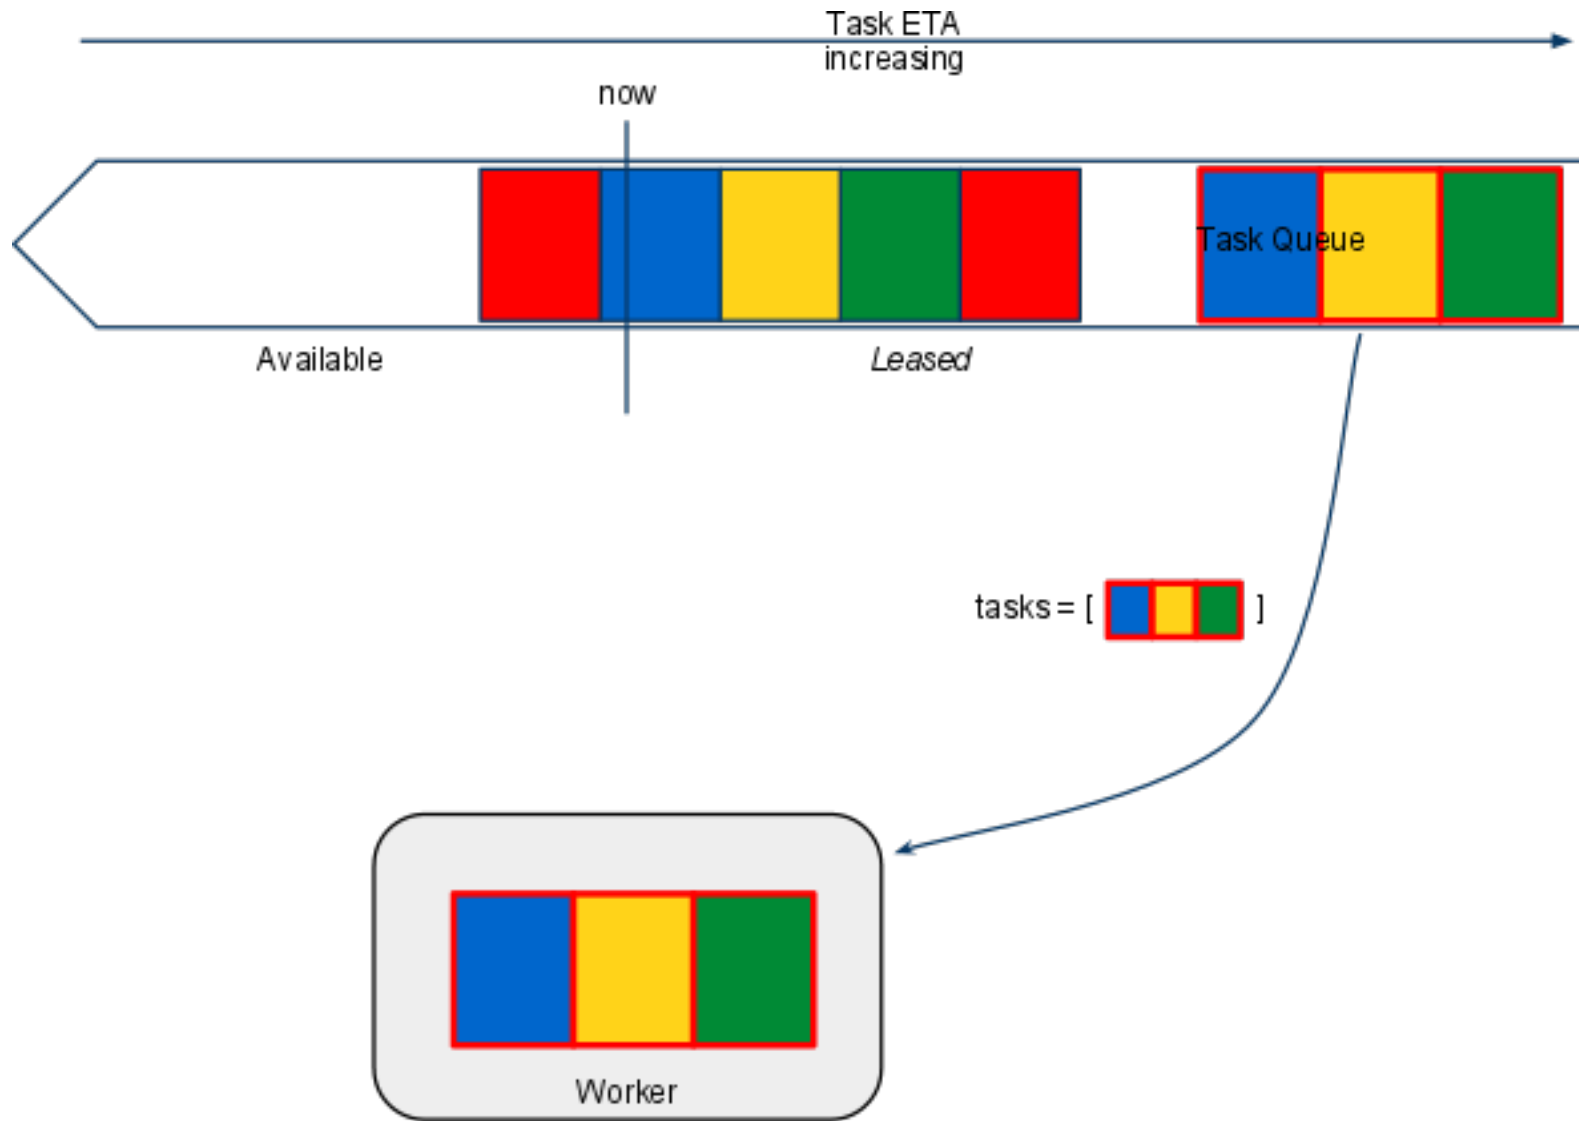 Task ETA
increasing
now
Task Queue
Available
Leased
tasks = [ ]
Worker